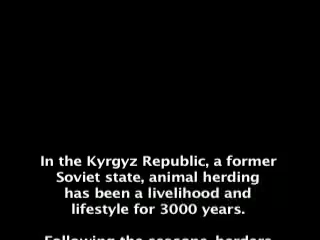 In the Kyrgyz Republic, a former
Soviet state, animal herding
has been a livelihood and
lifestyle for 3000 years.
Following the seasons, herders